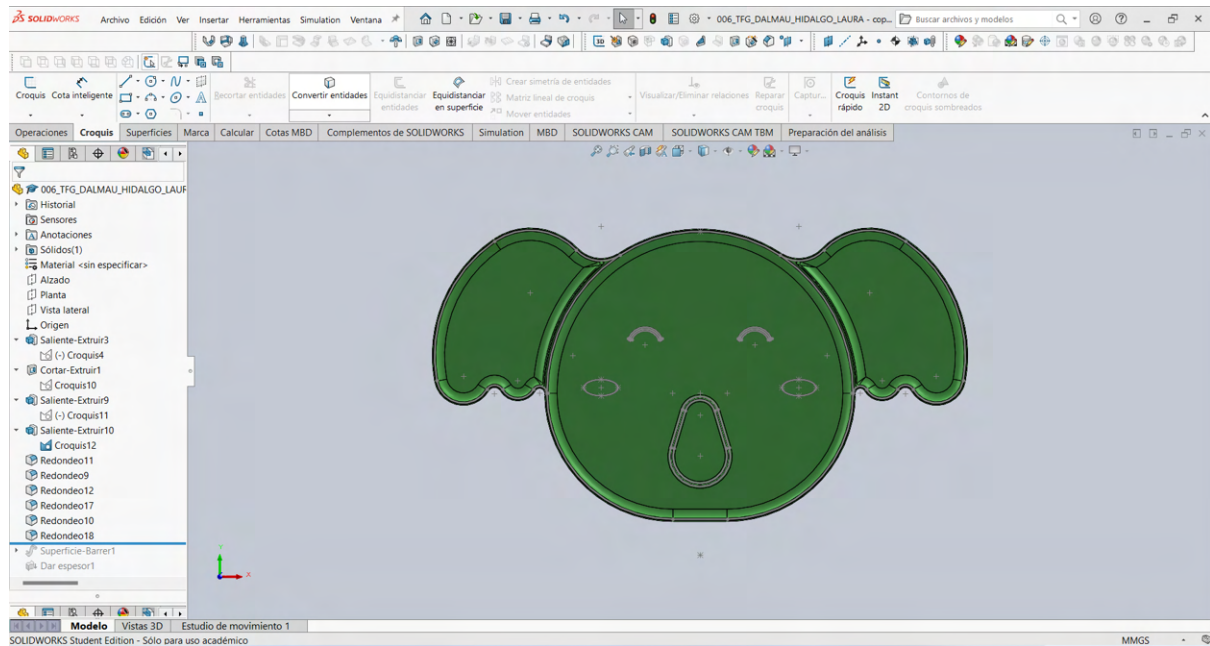 SOLIDWORKS Archivo Edición Ver Insertar Herramientas Simulation Ventana 006_TFG_DALMAU_HIDALGO_LAURA - cop... Buscar archivos y modelos
Croquis Cota inteligente Recortar entidades Convertir entidades Equidistanciar entidades Equidistanciar en superficie Crear simetría de entidades Matriz lineal de croquis Mover entidades Visualizar/Eliminar relaciones Reparar croquis Captur... Croquis rápido Instant 2D Contornos de croquis sombreados
Operaciones Croquis Superficies Marca Calcular Cotas MBD Complementos de SOLIDWORKS Simulation MBD SOLIDWORKS CAM SOLIDWORKS CAM TBM Preparación del análisis
006_TFG_DALMAU_HIDALGO_LAUR
Historial
Sensores
Anotaciones
Sólidos(1)
Material <sin especificar>
Alzado
Planta
Vista lateral
Origen
Saliente-Extruir3
(-) Croquis4
Cortar-Extruir1
Croquis10
Saliente-Extruir9
(-) Croquis11
Saliente-Extruir10
Croquis12
Redondeo11
Redondeo9
Redondeo12
Redondeo17
Redondeo10
Redondeo18
Superficie-Barrer1
Dar espesor1
Y
X
Modelo Vistas 3D Estudio de movimiento 1
SOLIDWORKS Student Edition - Sólo para uso académico MMGS